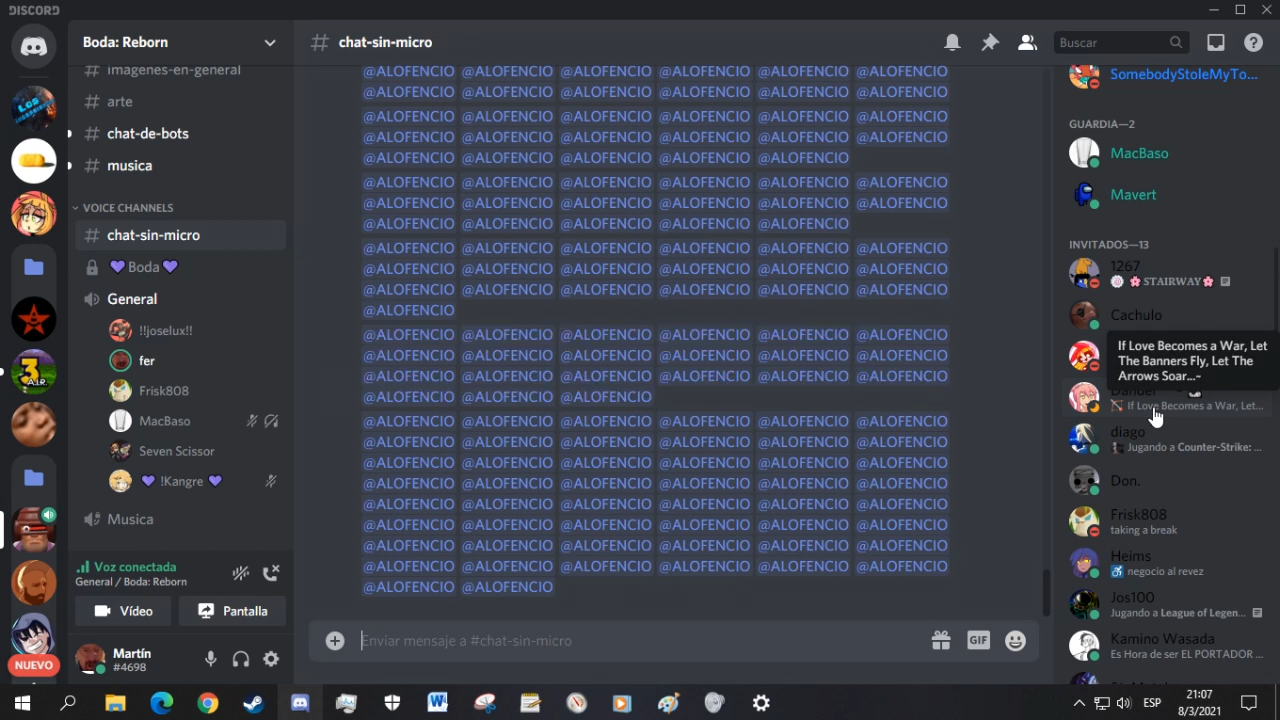 DISCORD
Boda: Reborn
# chat-sin-micro
Buscar
# imagenes-en-general
# arte
# chat-de-bots
# musica
VOICE CHANNELS
# chat-sin-micro
💜 Boda 💜
General
!!joselux!!
fer
Frisk808
MacBaso
Seven Scissor
💜 !Kangre 💜
Musica
Voz conectada
General / Boda: Reborn
Vídeo
Pantalla
Martín
#4698
NUEVO
LOS
3
A.I.R.
@ALOFENCIO @ALOFENCIO @ALOFENCIO @ALOFENCIO @ALOFENCIO @ALOFENCIO
@ALOFENCIO @ALOFENCIO @ALOFENCIO @ALOFENCIO @ALOFENCIO @ALOFENCIO
@ALOFENCIO @ALOFENCIO @ALOFENCIO @ALOFENCIO @ALOFENCIO @ALOFENCIO
@ALOFENCIO @ALOFENCIO @ALOFENCIO @ALOFENCIO @ALOFENCIO @ALOFENCIO
@ALOFENCIO @ALOFENCIO @ALOFENCIO @ALOFENCIO @ALOFENCIO
@ALOFENCIO @ALOFENCIO @ALOFENCIO @ALOFENCIO @ALOFENCIO @ALOFENCIO
@ALOFENCIO @ALOFENCIO @ALOFENCIO @ALOFENCIO @ALOFENCIO @ALOFENCIO
@ALOFENCIO @ALOFENCIO @ALOFENCIO @ALOFENCIO @ALOFENCIO
@ALOFENCIO @ALOFENCIO @ALOFENCIO @ALOFENCIO @ALOFENCIO @ALOFENCIO
@ALOFENCIO @ALOFENCIO @ALOFENCIO @ALOFENCIO @ALOFENCIO @ALOFENCIO
@ALOFENCIO @ALOFENCIO @ALOFENCIO @ALOFENCIO @ALOFENCIO @ALOFENCIO
@ALOFENCIO
@ALOFENCIO @ALOFENCIO @ALOFENCIO @ALOFENCIO @ALOFENCIO @ALOFENCIO
@ALOFENCIO @ALOFENCIO @ALOFENCIO @ALOFENCIO @ALOFENCIO @ALOFENCIO
@ALOFENCIO @ALOFENCIO @ALOFENCIO @ALOFENCIO @ALOFENCIO @ALOFENCIO
@ALOFENCIO @ALOFENCIO @ALOFENCIO
@ALOFENCIO @ALOFENCIO @ALOFENCIO @ALOFENCIO @ALOFENCIO @ALOFENCIO
@ALOFENCIO @ALOFENCIO @ALOFENCIO @ALOFENCIO @ALOFENCIO @ALOFENCIO
@ALOFENCIO @ALOFENCIO @ALOFENCIO @ALOFENCIO @ALOFENCIO @ALOFENCIO
@ALOFENCIO @ALOFENCIO @ALOFENCIO @ALOFENCIO @ALOFENCIO @ALOFENCIO
@ALOFENCIO @ALOFENCIO @ALOFENCIO @ALOFENCIO @ALOFENCIO @ALOFENCIO
@ALOFENCIO @ALOFENCIO @ALOFENCIO @ALOFENCIO @ALOFENCIO @ALOFENCIO
@ALOFENCIO @ALOFENCIO @ALOFENCIO @ALOFENCIO @ALOFENCIO @ALOFENCIO
@ALOFENCIO @ALOFENCIO @ALOFENCIO @ALOFENCIO @ALOFENCIO @ALOFENCIO
@ALOFENCIO @ALOFENCIO
Enviar mensaje a #chat-sin-micro
GIF
SomebodyStoleMyTo...
GUARDIA—2
MacBaso
Mavert
INVITADOS—13
1267
🌸 STAIRWAY🌸
Cachulo
If Love Becomes a War, Let
The Banners Fly, Let The
Arrows Soar...~
If Love Becomes a War, Let...
diago
Jugando a Counter-Strike: ...
Don.
Frisk808
taking a break
Heims
♿ negocio al revez
Jos100
Jugando a League of Legen...
Kamino Wasada
Es Hora de ser EL PORTADOR ...
ESP
21:07
8/3/2021